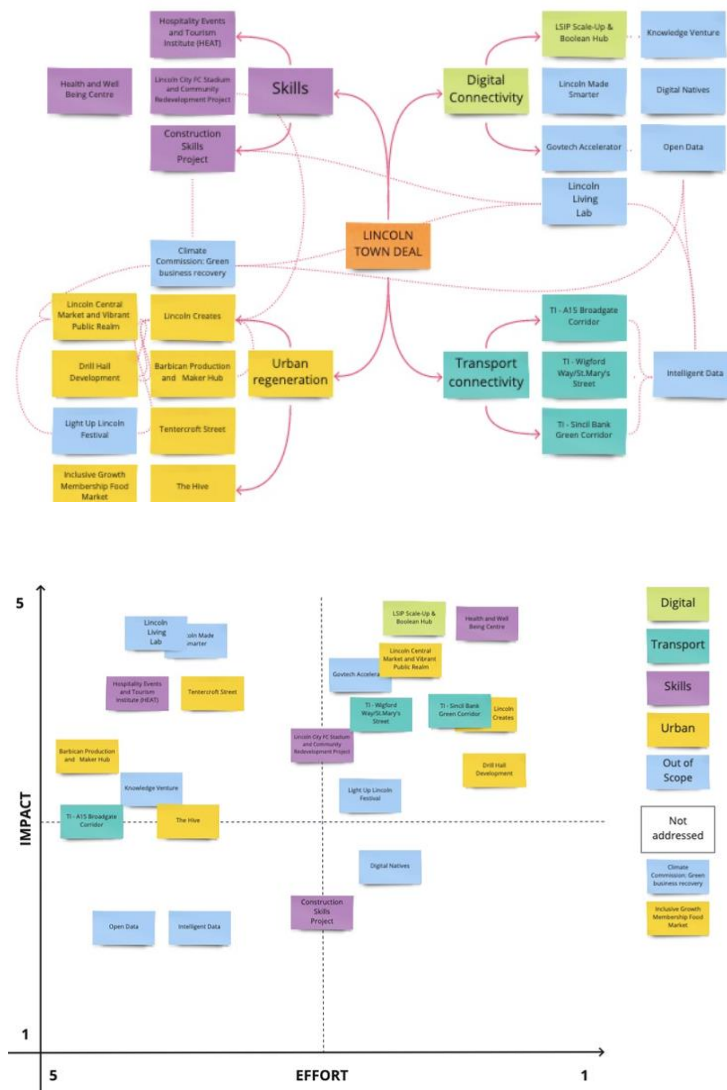 Hospitality Events
and Tourism
Institute (HEAT)
Health and Well
Being Centre
Lincoln City FC Stadium
and Community
Redevelopment Project
Skills
Construction
Skills
Project
Digital
Connectivity
LSIP Scale-Up &
Boolean Hub
Knowledge Venture
Lincoln Made
Smarter
Digital Natives
Govtech Accelerator
Open Data
Lincoln
Living
Lab
LINCOLN
TOWN DEAL
Climate
Commission: Green
business recovery
Lincoln Central
Market and Vibrant
Public Realm
Lincoln Creates
Drill Hall
Development
Barbican Production
and Maker Hub
Urban
regeneration
Light Up Lincoln
Festival
Tentercroft Street
Inclusive Growth
Membership Food
Market
The Hive
Transport
connectivity
TI - A15 Broadgate
Corridor
TI - Wigford
Way/St.Mary's
Street
TI - Sincil Bank
Green Corridor
Intelligent Data
5
IMPACT
1
5
EFFORT
1
Lincoln
Living
Lab
oln Made
marter
Hospitality Events
and Tourism
Institute (HEAT)
Tentercroft Street
Barbican Production
and Maker Hub
Knowledge Venture
TI - A15 Broadgate
Corridor
The Hive
Open Data
Intelligent Data
LSIP Scale-Up &
Boolean Hub
Health and Well
Being Centre
Lincoln Central
Market and Vibrant
Public Realm
Govtech Accelera
TI - Wigford
Way/St.Mary's
Street
TI - Sincil Bank
Green Corridor
Lincoln
Creates
Lincoln City FC Stadium
and Community
Redevelopment Project
Drill Hall
Development
Light Up Lincoln
Festival
Digital Natives
Construction
Skills
Project
Digital
Transport
Skills
Urban
Out of
Scope
Not
addressed
Climate
Commission: Green
business recovery
Inclusive Growth
Membership Food
Market